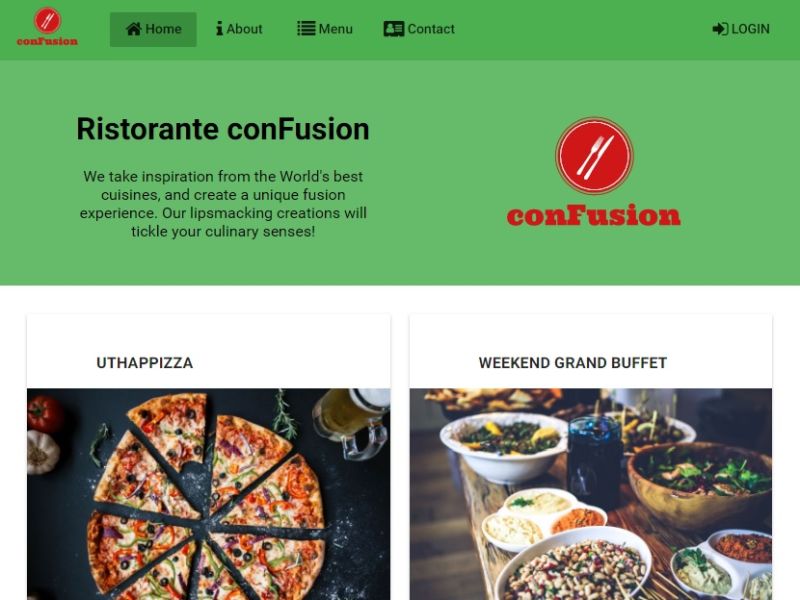 conFusion
Home
About
Menu
Contact
LOGIN
Ristorante conFusion
We take inspiration from the World's best
cuisines, and create a unique fusion
experience. Our lipsmacking creations will
tickle your culinary senses!
conFusion
UTHAPPIZZA
WEEKEND GRAND BUFFET